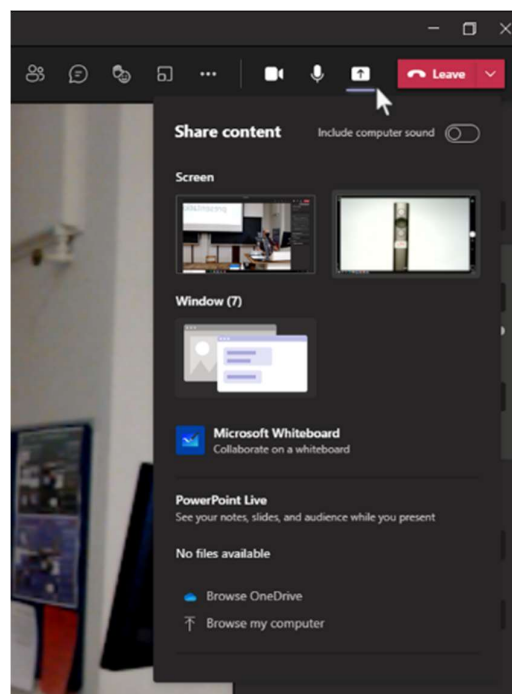 Leave
Share content
Include computer sound
Screen
Window (7)
Microsoft Whiteboard
Collaborate on a whiteboard
PowerPoint Live
See your notes, slides, and audience while you present
No files available
Browse OneDrive
Browse my computer